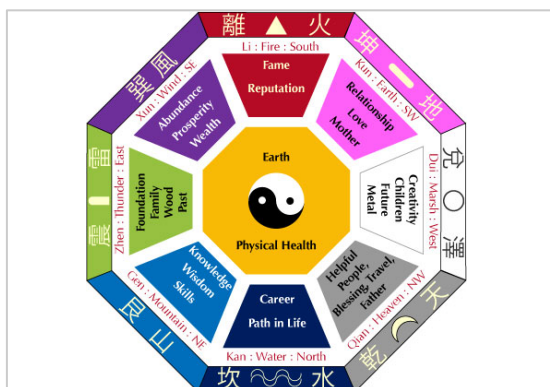 離 火
Li : Fire : South
Fame
Reputation
坤 地
Kun : Earth : SW
Relationship
Love
Mother
兌 澤
Dui : Marsh : West
Creativity
Children
Future
Metal
乾 天
Qian : Heaven : NW
Helpful
People,
Blessing, Travel,
Father
坎 水
Kan : Water : North
Career
Path in Life
艮 山
Gen : Mountain : NE
Knowledge
Wisdom
Skills
震 雷
Zhen : Thunder : East
Foundation
Family
Wood
Past
巽 風
Xun : Wind : SE
Abundance
Prosperity
Wealth
Earth
Physical Health